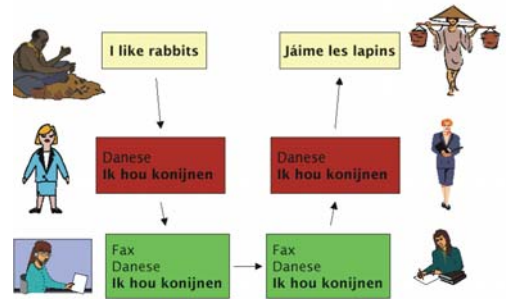 I like rabbits
Jáime les lapins
Danese
Ik hou konijnen
Danese
Ik hou konijnen
Fax
Danese
Ik hou konijnen
Fax
Danese
Ik hou konijnen